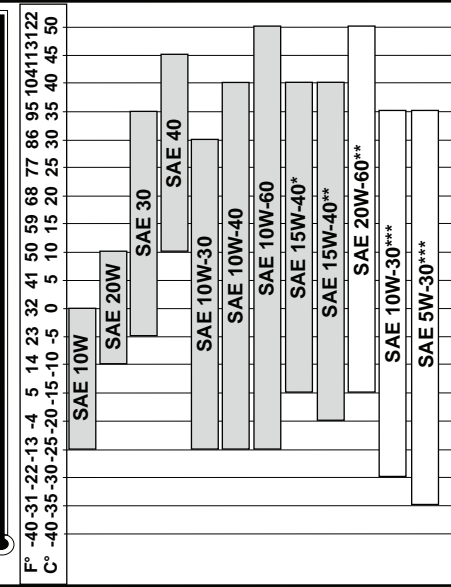 F° -40 -31 -22 -13 -4 5 14 23 32 41 50 59 68 77 86 95 104 113 122
C° -40 -35 -30 -25 -20 -15 -10 -5 0 5 10 15 20 25 30 35 40 45 50
SAE 10W
SAE 20W
SAE 30
SAE 40
SAE 10W-30
SAE 10W-40
SAE 10W-60
SAE 15W-40*
SAE 15W-40**
SAE 20W-60**
SAE 10W-30***
SAE 5W-30***